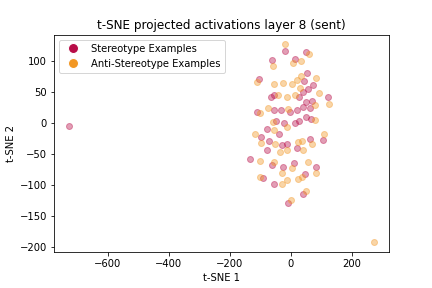 t-SNE projected activations layer 8 (sent)
Stereotype Examples
Anti-Stereotype Examples
t-SNE 2
100
50
0
−50
−100
−150
−200
−600
−400
−200
0
200
t-SNE 1